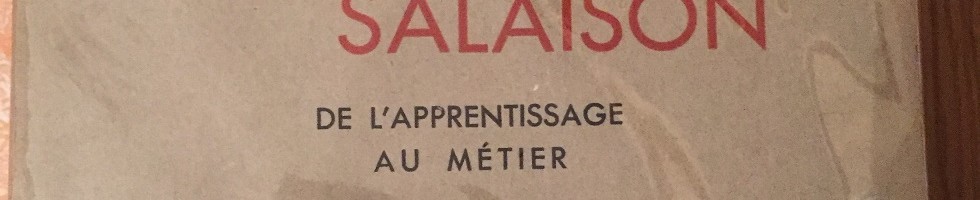 SALAISON
DE L'APPRENTISSAGE
AU MÉTIER